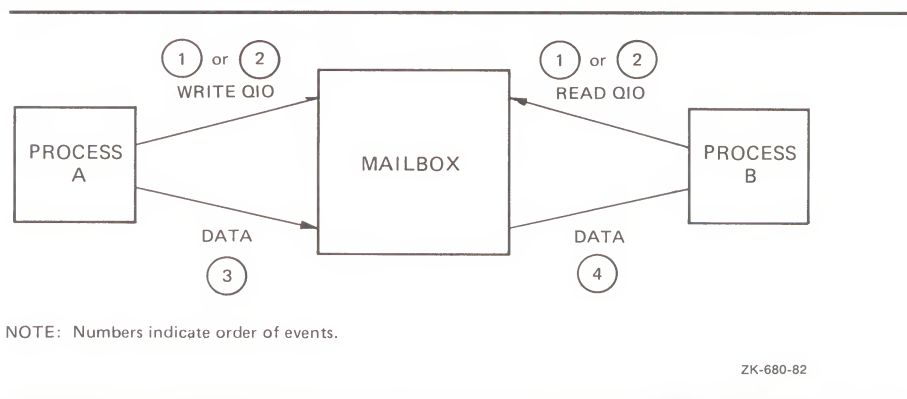 1 or 2
WRITE QIO
1 or 2
READ QIO
PROCESS
A
MAILBOX
PROCESS
B
DATA
3
DATA
4
NOTE: Numbers indicate order of events.
ZK-680-82